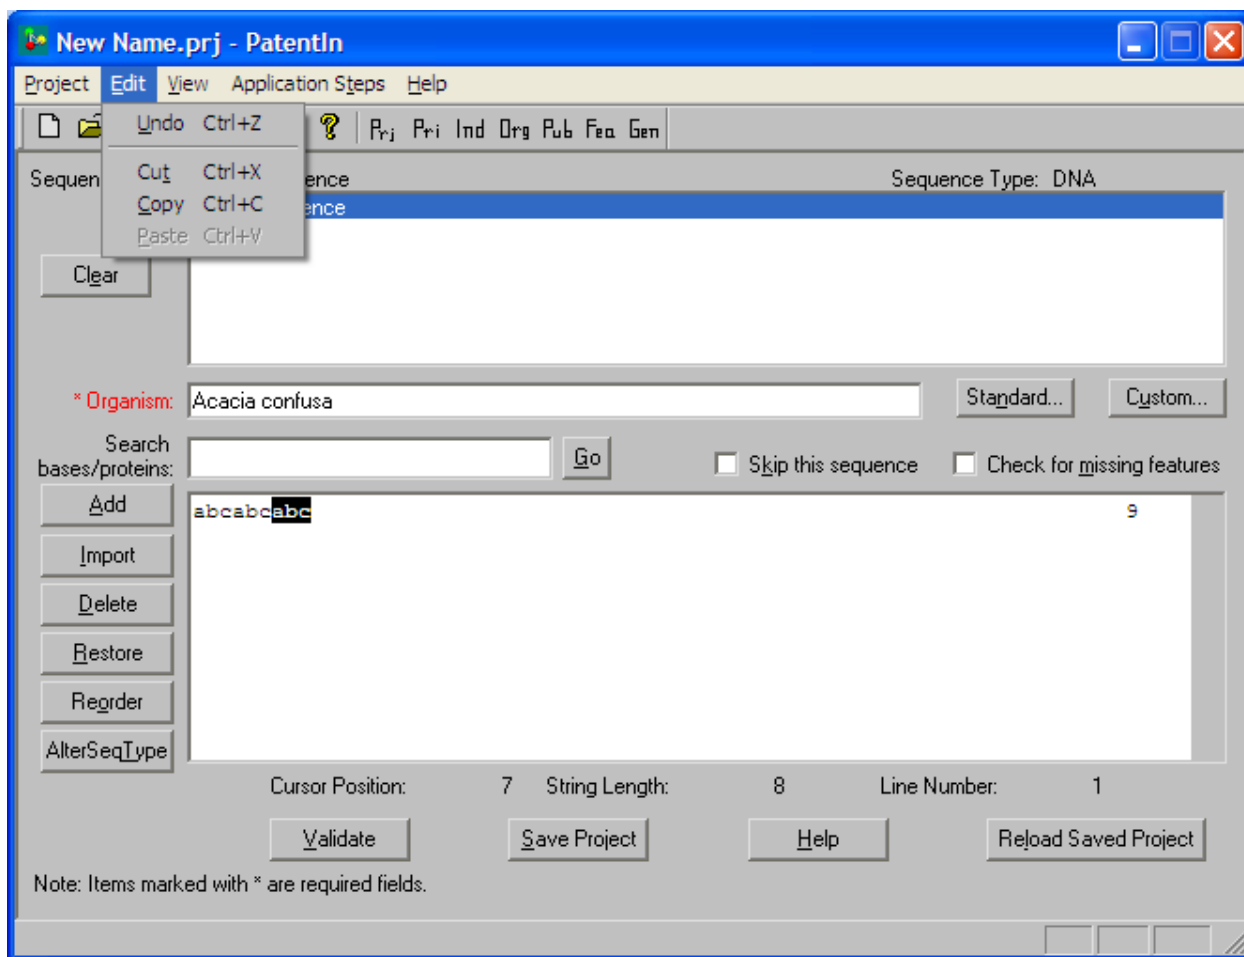 New Name.prj - PatentIn
Project Edit View Application Steps Help
Undo Ctrl+Z
? Prj Pri Ind Org Pub Fea Gen
Cut Ctrl+X
Copy Ctrl+C
Paste Ctrl+V
Sequen ence Sequence Type: DNA
ence
Clear
* Organism: Acacia confusa Standard... Custom...
Search
bases/proteins: Go Skip this sequence Check for missing features
Add
abcabcabc 9
Import
Delete
Restore
Reorder
AlterSeqType
Cursor Position: 7 String Length: 8 Line Number: 1
Validate Save Project Help Reload Saved Project
Note: Items marked with * are required fields.